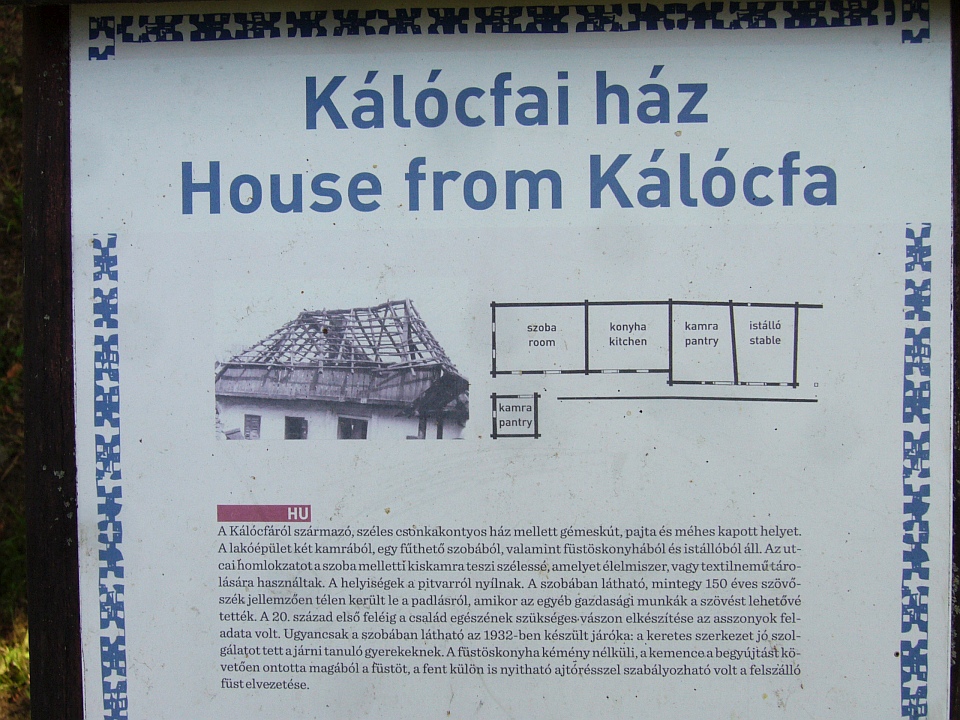 Kálócfai ház
House from Kálócfa
szoba
room
konyha
kitchen
kamra
pantry
istálló
stable
kamra
pantry
HU
A Kálócfáról származó, széles csonkakontyos ház mellett gémeskút, pajta és méhes kapott helyet.
A lakóépület két kamrából, egy fűthető szobából, valamint füstöskonyhából és istállóból áll. Az ut-
cai homlokzatot a szoba melletti kiskamra teszi szélessé, amelyet élelmiszer, vagy textilnemű táro-
lására használtak. A helyiségek a pitvarról nyílnak. A szobában látható, mintegy 150 éves szövő-
szék jellemzően télen került le a padlásról, amikor az egyéb gazdasági munkák a szövést lehetővé
tették. A 20. század első feléig a család egészének szükséges vászon elkészítése az asszonyok fel-
adata volt. Ugyancsak a szobában látható az 1932-ben készült járóka: a keretes szerkezet jó szol-
gálatot tett a járni tanuló gyerekeknek. A füstöskonyha kémény nélküli, a kemence a begyújtást kö-
vetően ontotta magából a füstöt, a fent külön is nyitható ajtórésszel szabályozható volt a felszálló
füst elvezetése.